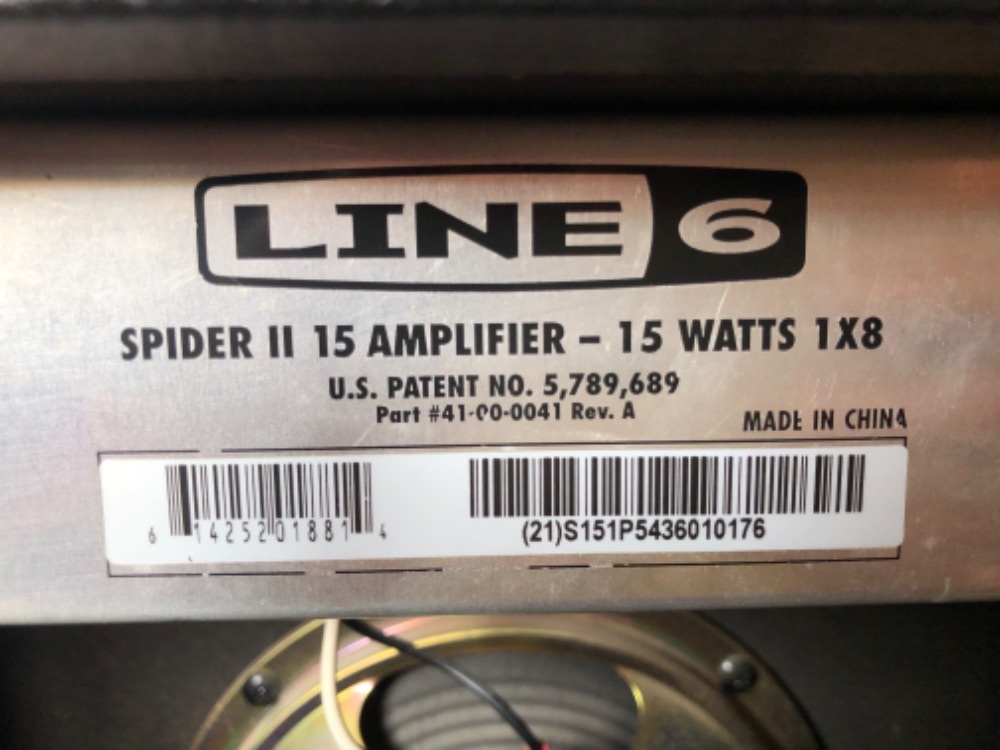 LINE 6
SPIDER II 15 AMPLIFIER – 15 WATTS 1X8
U.S. PATENT NO. 5,789,689
Part #41-00-0041 Rev. A
MADE IN CHINA
6 14252 01881 4
(21)S151P5436010176